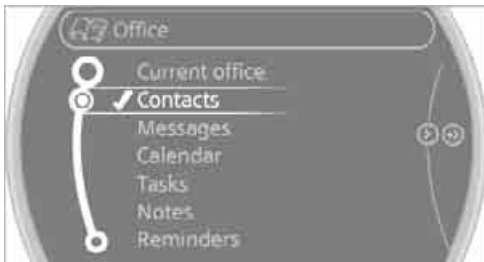 Office
Current office
Contacts
Messages
Calendar
Tasks
Notes
Reminders